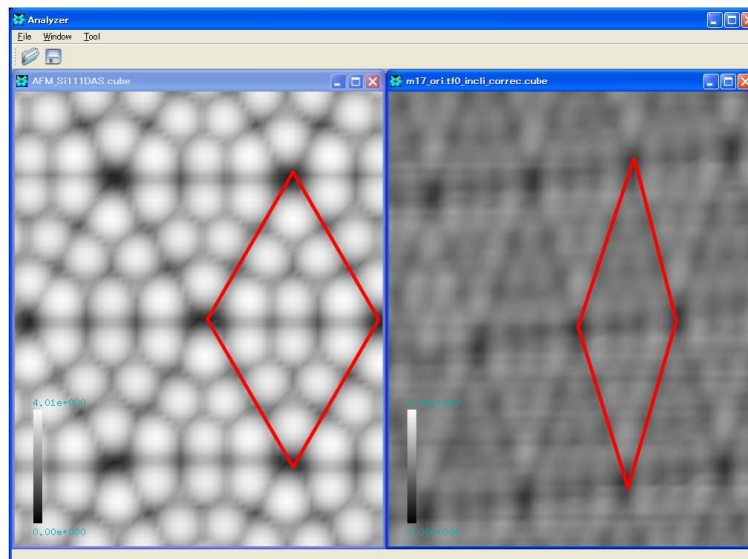 Analyzer
File Window Tool
AFM_Si111DAS.cube
m17_ori.tf0_incli_correc.cube
4.01e+000
0.00e+000